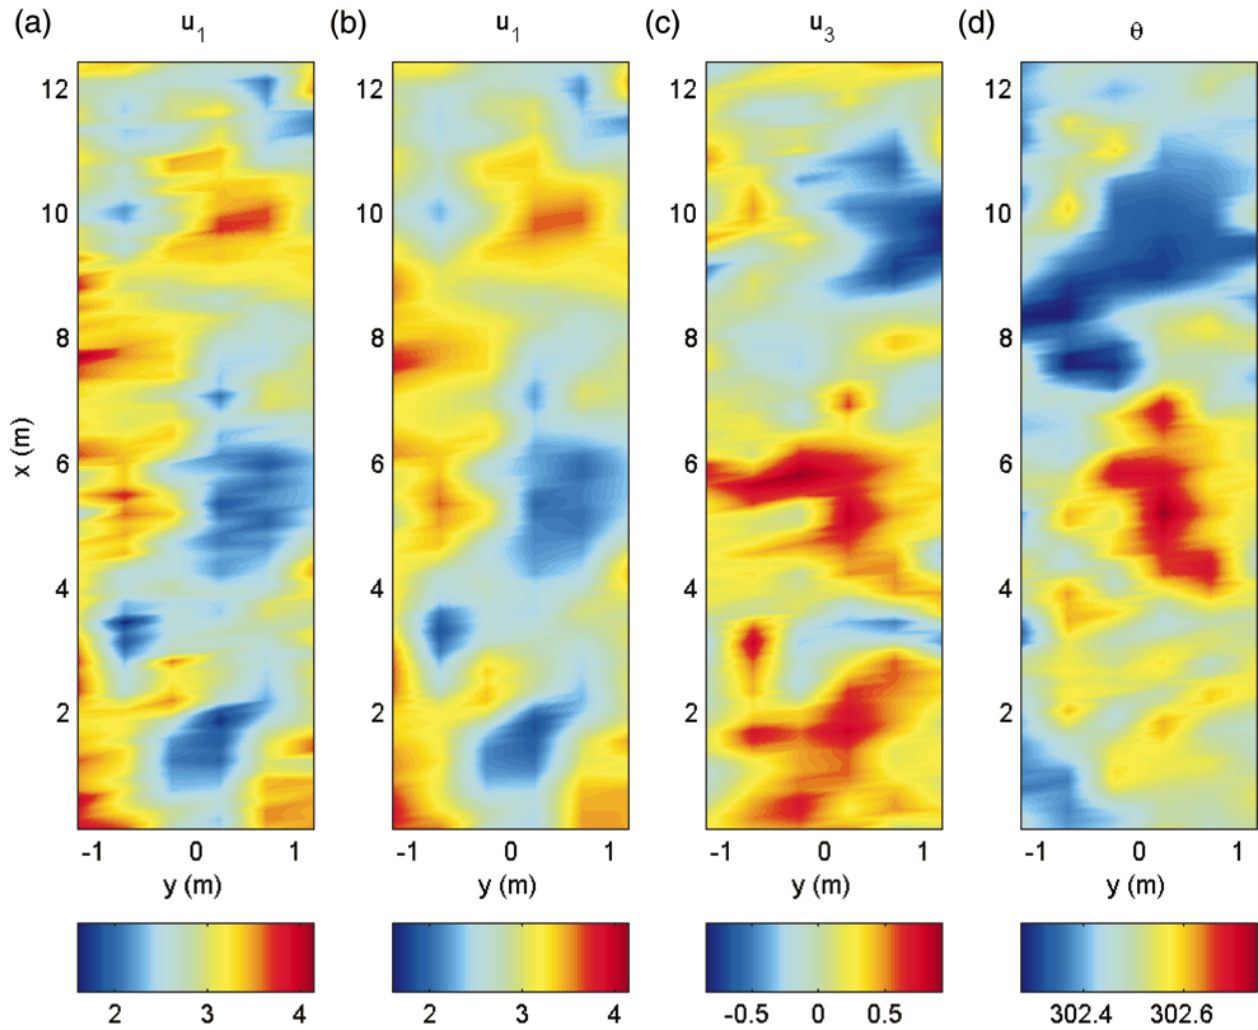 (a) u1 (b) u1 (c) u3 (d) θ
12 12 12 12
10 10 10 10
8 8 8 8
6 6 6 6
x (m)
4 4 4 4
2 2 2 2
-1 0 1 -1 0 1 -1 0 1 -1 0 1
y (m) y (m) y (m) y (m)
2 3 4 2 3 4 -0.5 0 0.5 302.4 302.6